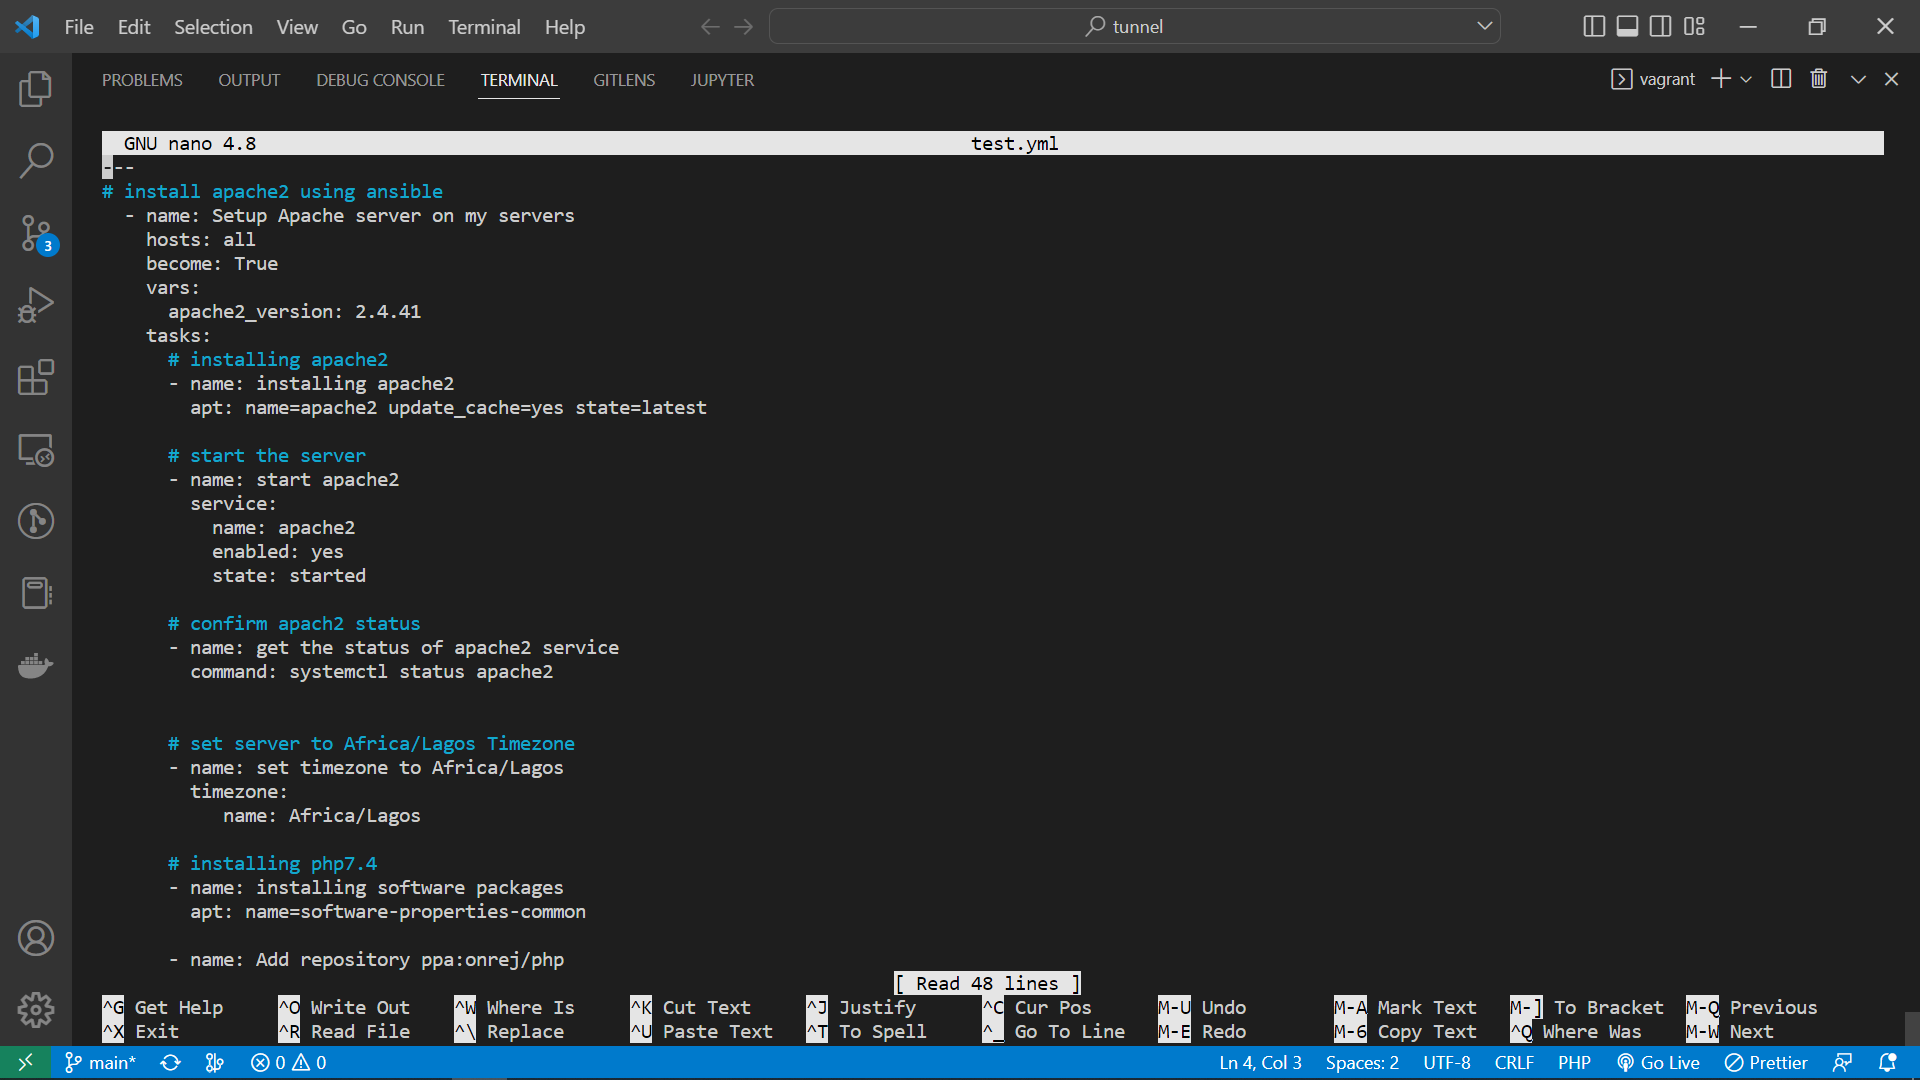 File Edit Selection View Go Run Terminal Help tunnel
PROBLEMS OUTPUT DEBUG CONSOLE TERMINAL GITLENS JUPYTER vagrant
GNU nano 4.8 test.yml
---
# install apache2 using ansible
- name: Setup Apache server on my servers
hosts: all
become: True
vars:
apache2_version: 2.4.41
tasks:
# installing apache2
- name: installing apache2
apt: name=apache2 update_cache=yes state=latest
# start the server
- name: start apache2
service:
name: apache2
enabled: yes
state: started
# confirm apach2 status
- name: get the status of apache2 service
command: systemctl status apache2
# set server to Africa/Lagos Timezone
- name: set timezone to Africa/Lagos
timezone:
name: Africa/Lagos
# installing php7.4
- name: installing software packages
apt: name=software-properties-common
- name: Add repository ppa:onrej/php
[ Read 48 lines ]
^G Get Help ^O Write Out ^W Where Is ^K Cut Text ^J Justify ^C Cur Pos M-U Undo M-A Mark Text M-] To Bracket M-Q Previous
^X Exit ^R Read File ^\ Replace ^U Paste Text ^T To Spell ^_ Go To Line M-E Redo M-6 Copy Text ^Q Where Was M-W Next
main* 0 0 Ln 4, Col 3 Spaces: 2 UTF-8 CRLF PHP Go Live Prettier
3